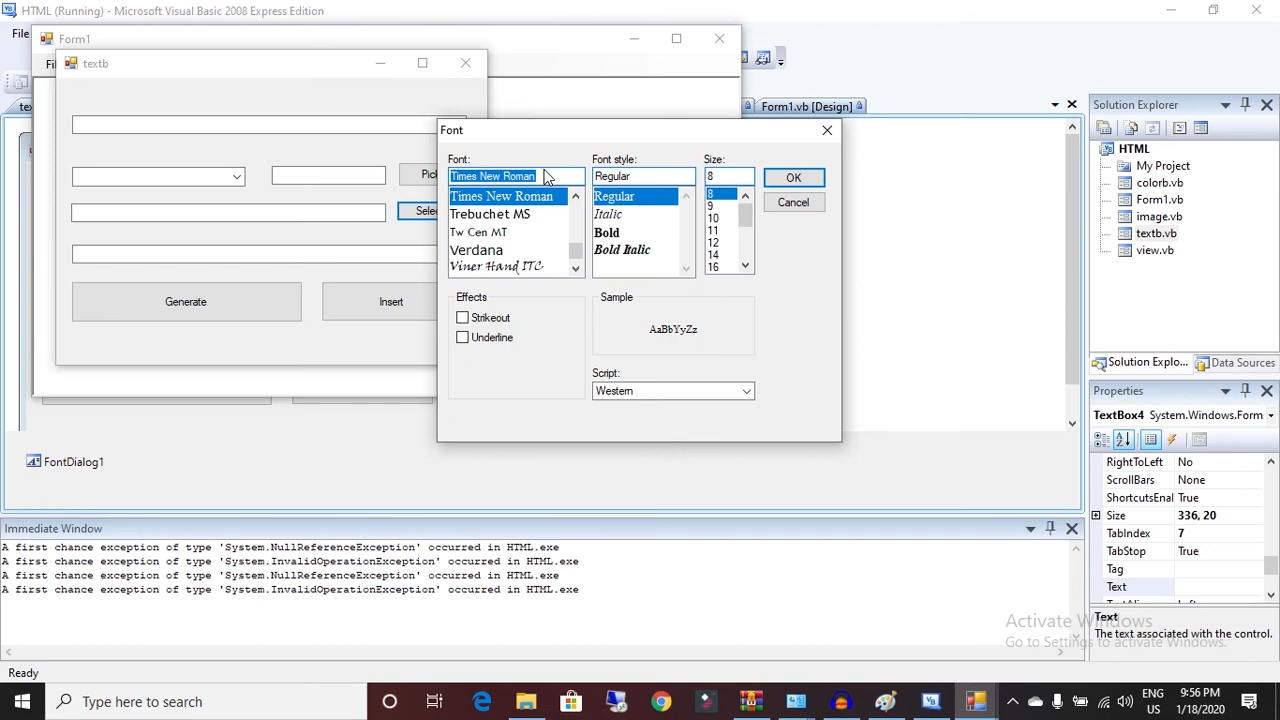 HTML (Running) - Microsoft Visual Basic 2008 Express Edition
File
Form1
textb
Form1.vb [Design]
Pick
Generate
Insert
Font
Font:
Times New Roman
Times New Roman
Trebuchet MS
Tw Cen MT
Verdana
Viner Hand ITC
Font style:
Regular
Regular
Italic
Bold
Bold Italic
Size:
8
8
9
10
11
12
14
16
OK
Cancel
Effects
Strikeout
Underline
Sample
AaBbYyZz
Script:
Western
FontDialog1
Solution Explorer
HTML
My Project
colorb.vb
Form1.vb
image.vb
textb.vb
view.vb
Solution Explo...
Data Sources
Properties
TextBox4 System.Windows.Form
RightToLeft No
ScrollBars None
ShortcutsEnal True
Size 336, 20
TabIndex 7
TabStop True
Tag
Text
Text
The text associated with the control.
Immediate Window
A first chance exception of type 'System.NullReferenceException' occurred in HTML.exe
A first chance exception of type 'System.InvalidOperationException' occurred in HTML.exe
A first chance exception of type 'System.NullReferenceException' occurred in HTML.exe
A first chance exception of type 'System.InvalidOperationException' occurred in HTML.exe
Activate Windows
Go to Settings to activate Windows.
Ready
Type here to search
ENG
US
9:56 PM
1/18/2020